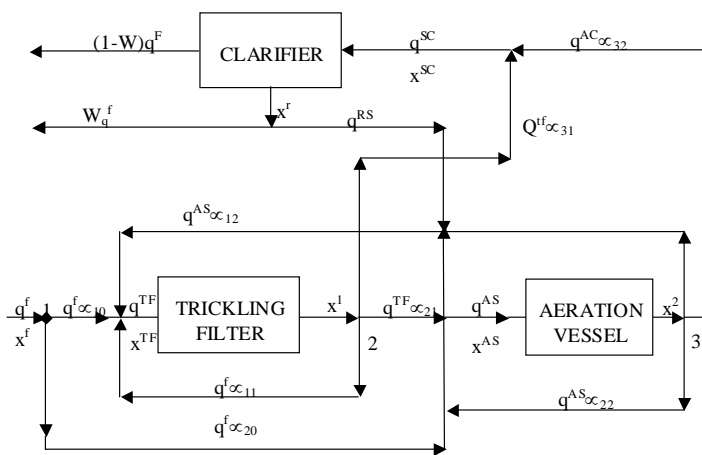 (1-W)q^F
CLARIFIER
q^SC
x^SC
q^AC∝₃₂
W_q^f
x^r
q^RS
Q^tf∝₃₁
q^AS∝₁₂
q^f
x^f
1
q^f∝₁₀
q^TF
x^TF
TRICKLING
FILTER
x^1
2
q^TF∝₂₁
q^AS
x^AS
AERATION
VESSEL
x^2
3
q^f∝₁₁
q^AS∝₂₂
q^f∝₂₀